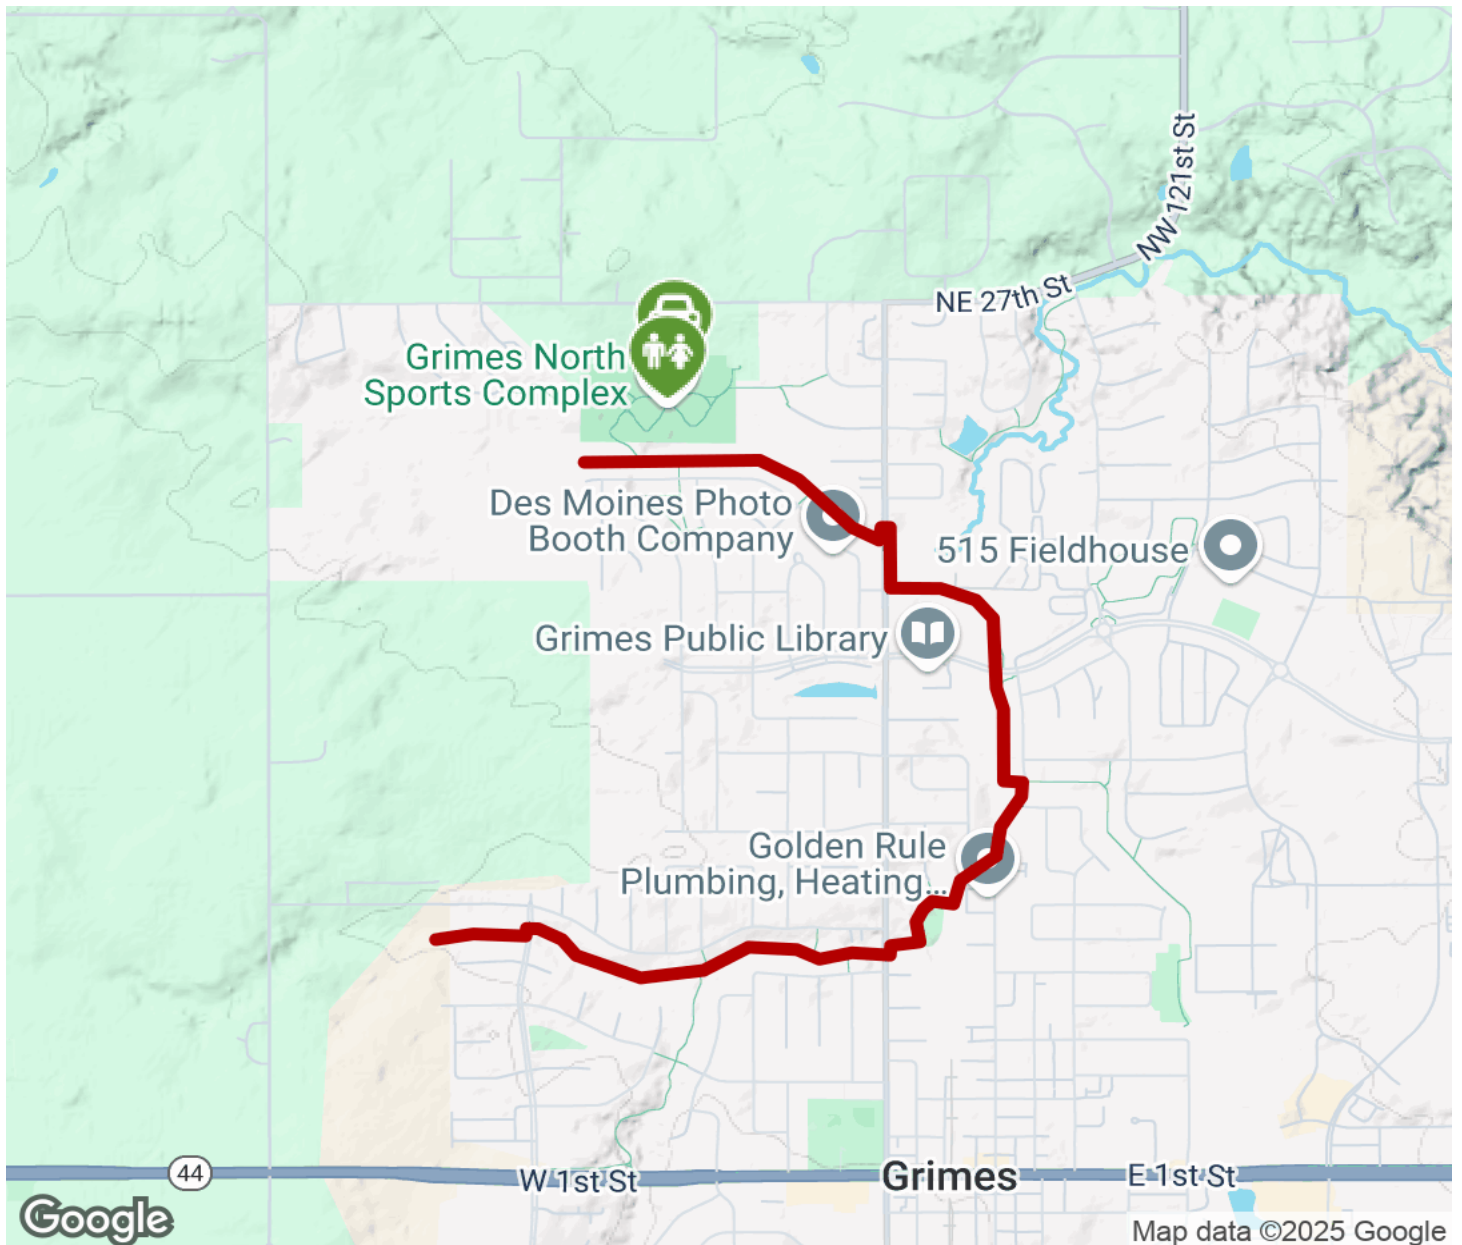 NW 121st St
NE 27th St
Grimes North
Sports Complex
Des Moines Photo
Booth Company
515 Fieldhouse
Grimes Public Library
Golden Rule
Plumbing, Heating...
44
W 1st St
Grimes
E 1st St
Google
Map data ©2025 Google